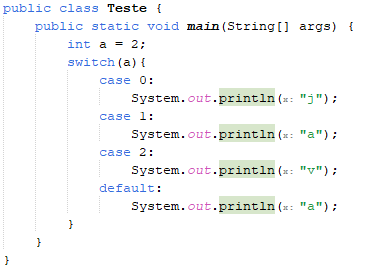 public class Teste {
public static void main(String[] args) {
int a = 2;
switch(a){
case 0:
System.out.println(x: "j");
case 1:
System.out.println(x: "a");
case 2:
System.out.println(x: "v");
default:
System.out.println(x: "a");
}
}
}